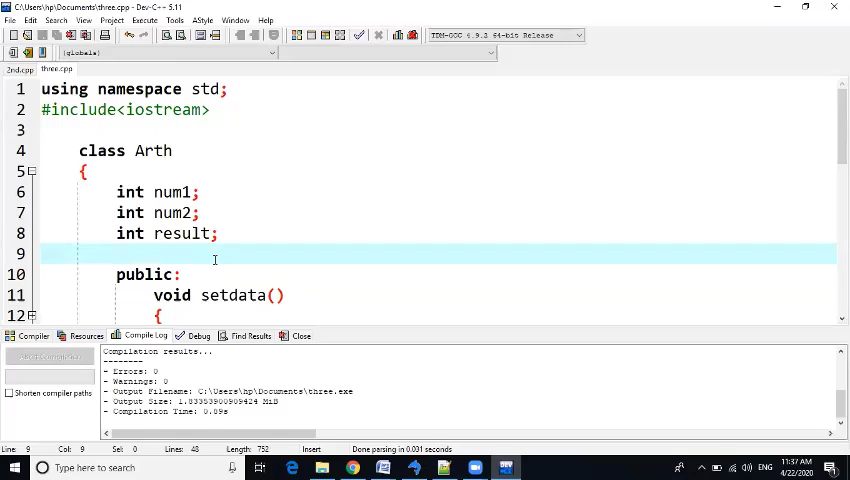 C:\Users\hp\Documents\three.cpp - Dev-C++ 5.11
File Edit Search View Project Execute Tools AStyle Window Help
TDM-GCC 4.9.2 64-bit Release
(globals)
2nd.cpp three.cpp
1 using namespace std;
2 #include<iostream>
3
4 class Arth
5 {
6 int num1;
7 int num2;
8 int result;
9
10 public:
11 void setdata()
12 {
Compiler Resources Compile Log Debug Find Results Close
Abort Compilation
Shorten compiler paths
Compilation results...
--------
- Errors: 0
- Warnings: 0
- Output Filename: C:\Users\hp\Documents\three.exe
- Output Size: 1.83353900909424 MiB
- Compilation Time: 0.89s
Line: 9 Col: 9 Sel: 0 Lines: 48 Length: 752 Insert Done parsing in 0.031 seconds
Type here to search
DEV
ENG
11:37 AM
4/22/2020
1